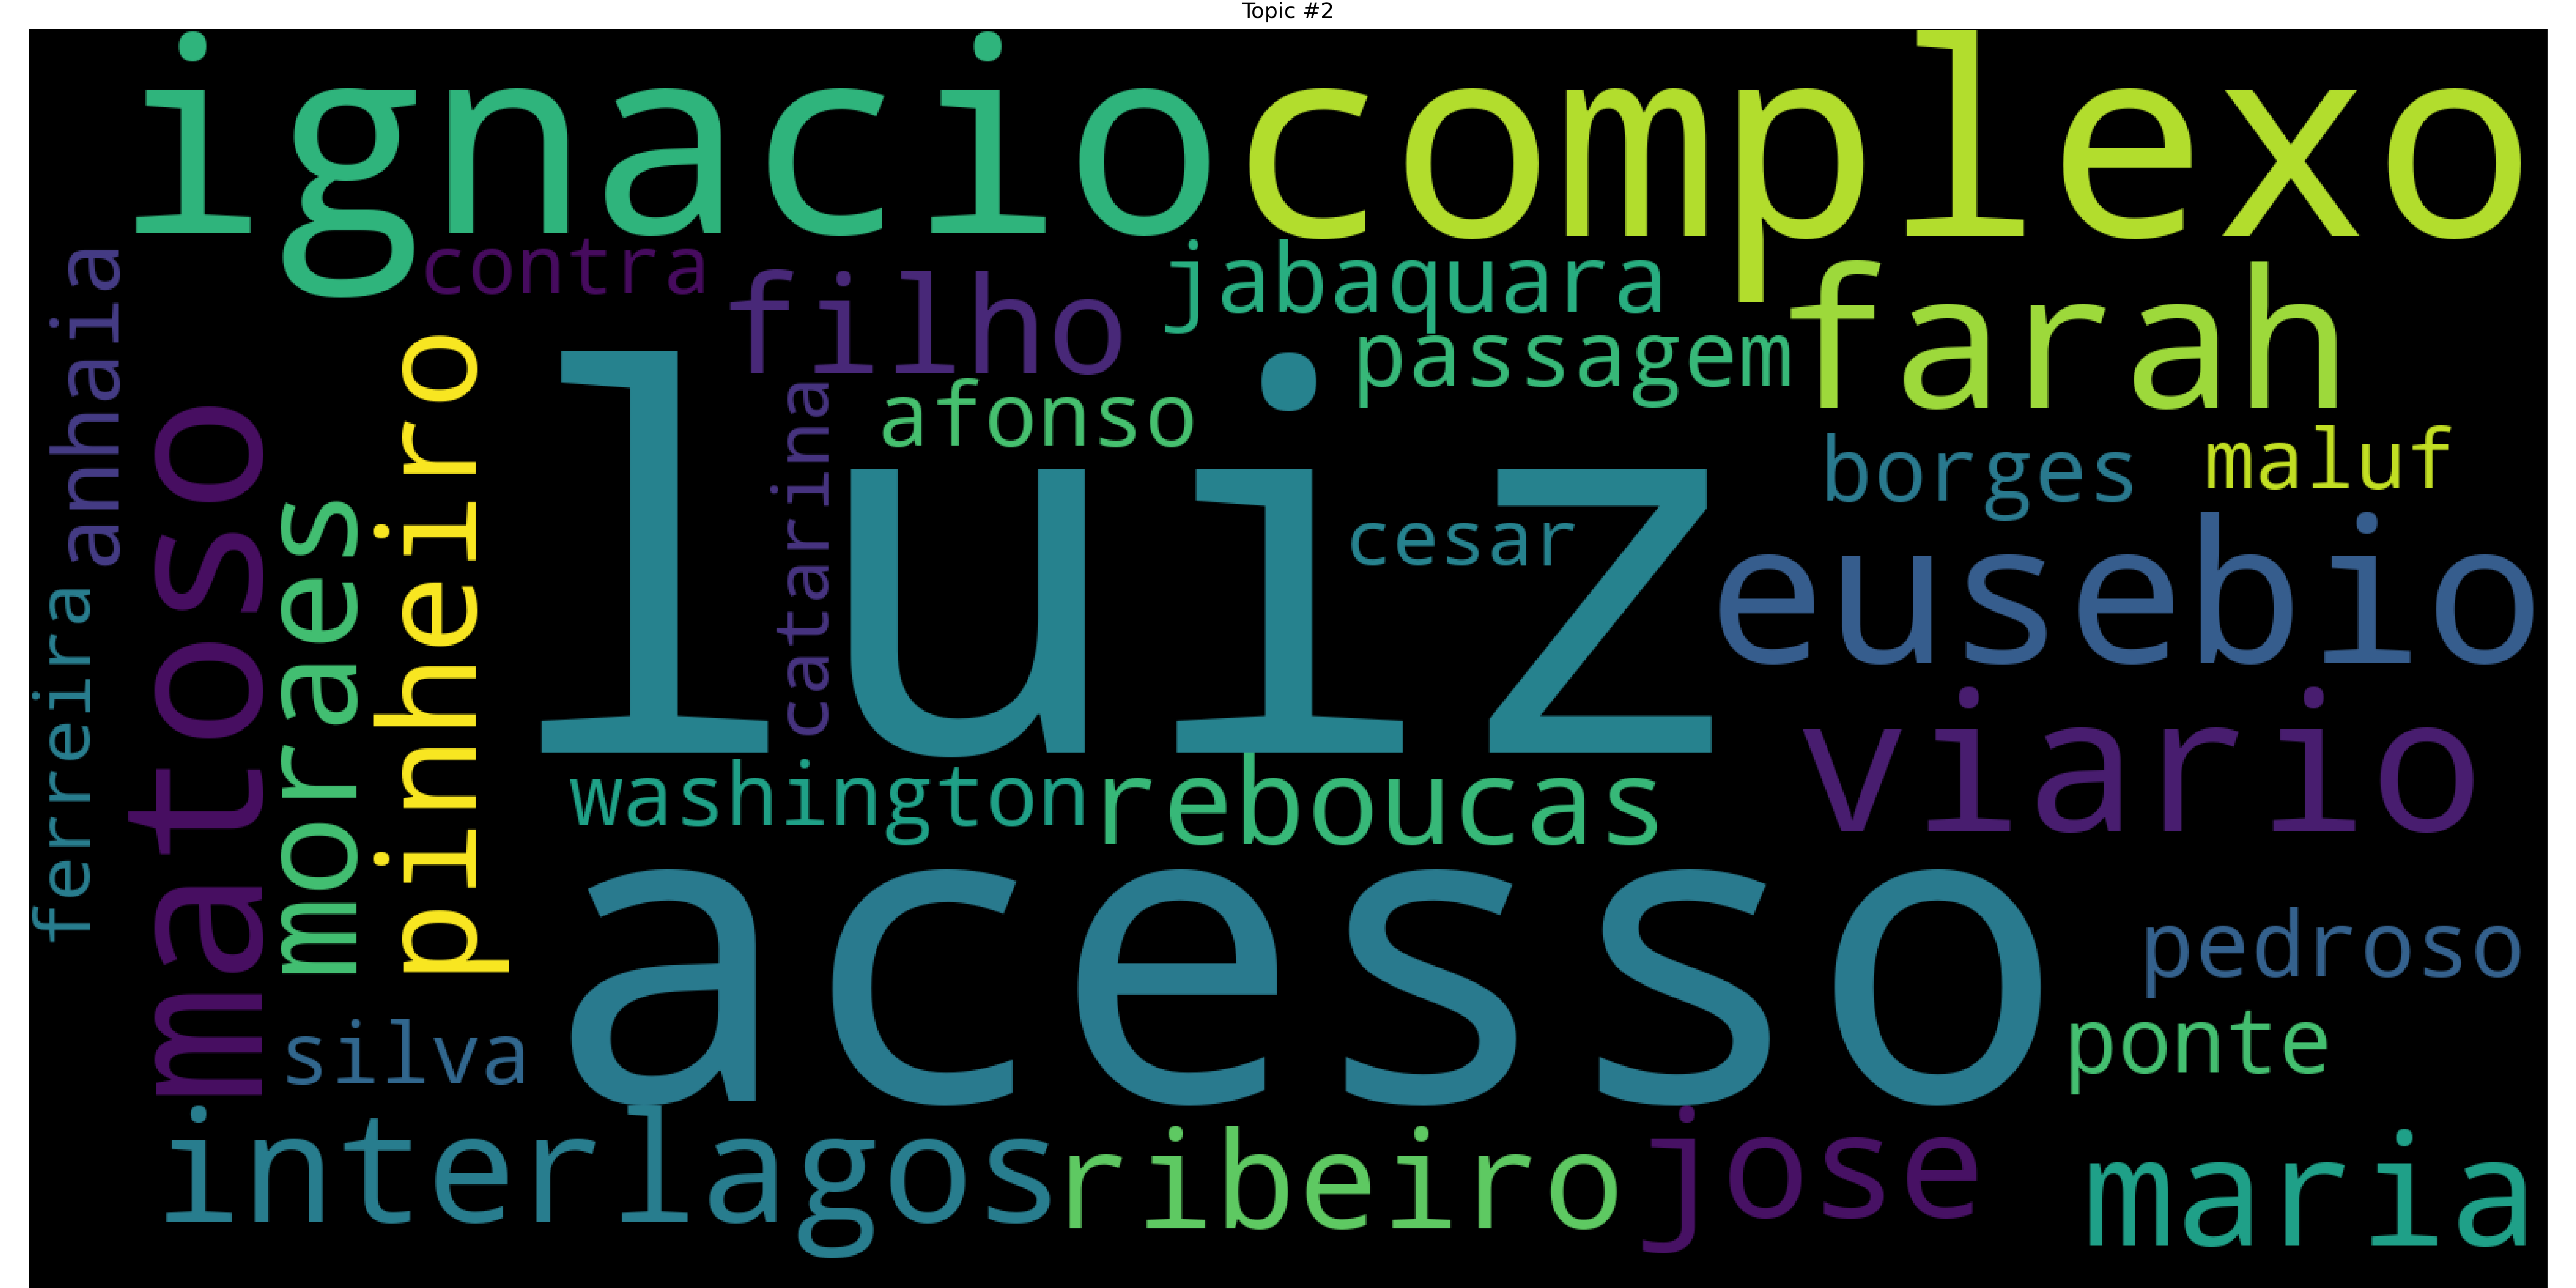 Topic #2
ignacio
complexo
contra
filho
jabaquara
passagem
farah
anhaia
matoso
moraes
pinheiro
luiz
catarina
afonso
cesar
borges
maluf
eusebio
ferreira
viario
washington
reboucas
acesso
pedroso
silva
ponte
interlagos
ribeiro
jose
maria